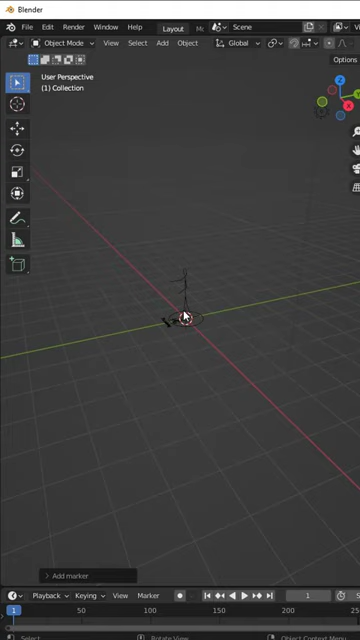 Blender
File Edit Render Window Help Layout Scene
Object Mode View Select Add Object Global
Options
User Perspective
(1) Collection
Z
Y
X
Add marker
Playback Keying View Marker 1
1 50 100 150 200 250
Select Rotate View Object Context Menu